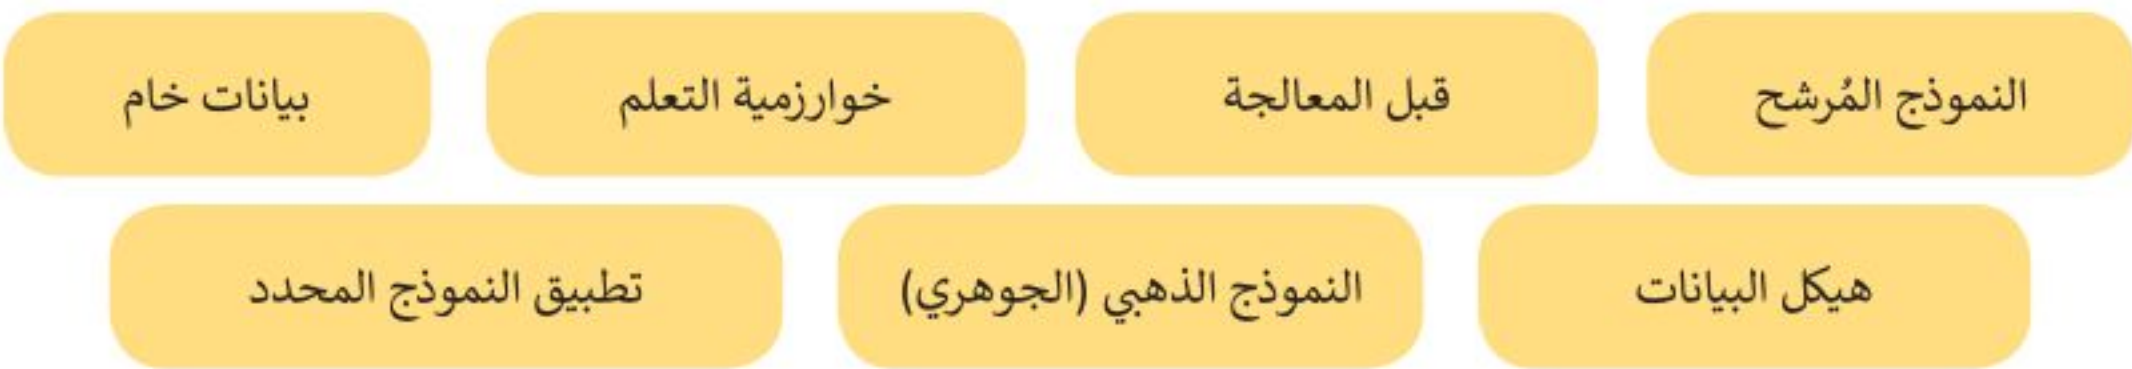 النموذج المُرشح
قبل المعالجة
خوارزمية التعلم
بيانات خام
هيكل البيانات
النموذج الذهبي (الجوهري)
تطبيق النموذج المحدد